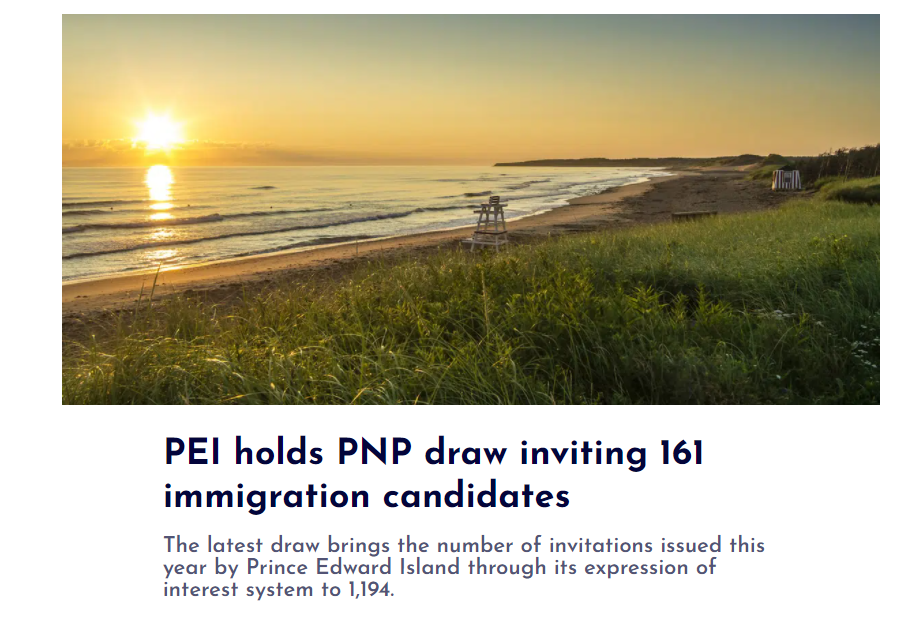 PEI holds PNP draw inviting 161
immigration candidates
The latest draw brings the number of invitations issued this
year by Prince Edward Island through its expression of
interest system to 1,194.